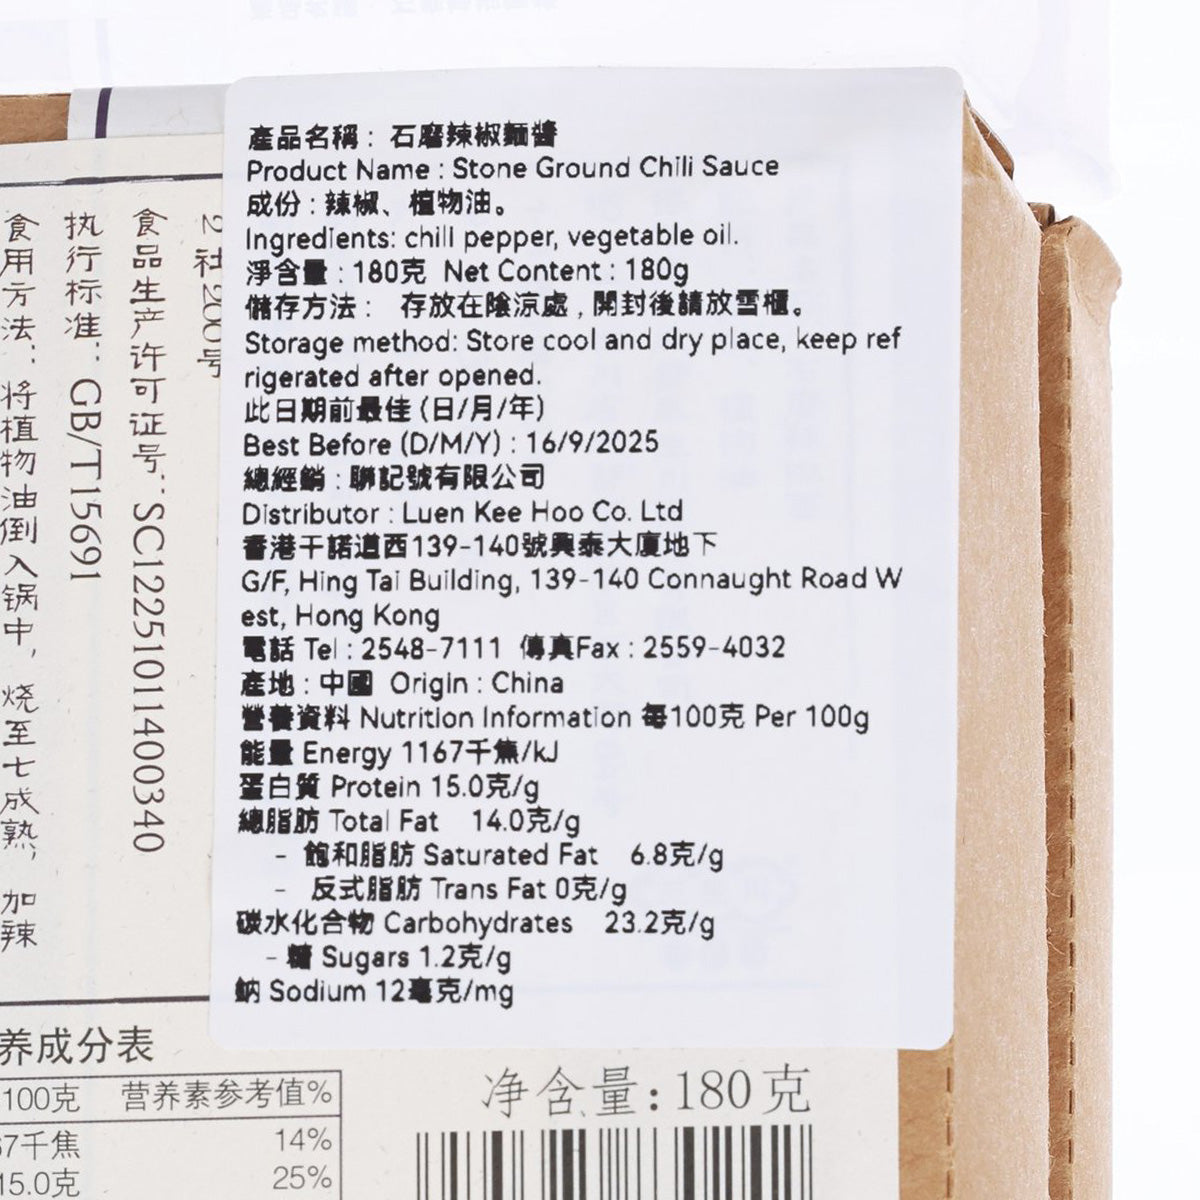 產品名稱： 石磨辣椒麵醬
Product Name : Stone Ground Chili Sauce
成份 : 辣椒、植物油。
Ingredients: chili pepper, vegetable oil.
淨含量 : 180克 Net Content : 180g
儲存方法： 存放在陰涼處 , 開封後請放雪櫃。
Storage method: Store cool and dry place, keep ref
rigerated after opened.
此日期前最佳 (日/月/年)
Best Before (D/M/Y) : 16/9/2025
總經銷 : 聯記號有限公司
Distributor : Luen Kee Hoo Co. Ltd
香港干諾道西139-140號興泰大廈地下
G/F, Hing Tai Building, 139-140 Connaught Road W
est, Hong Kong
電話 Tel : 2548-7111 傳真Fax : 2559-4032
產地 : 中國 Origin : China
營養資料 Nutrition Information 每100克 Per 100g
能量 Energy 1167千焦/kJ
蛋白質 Protein 15.0克/g
總脂肪 Total Fat 14.0克/g
- 飽和脂肪 Saturated Fat 6.8克/g
- 反式脂肪 Trans Fat 0克/g
碳水化合物 Carbohydrates 23.2克/g
- 糖 Sugars 1.2克/g
鈉 Sodium 12毫克/mg
2社200号
食品生产许可证号：SC12251011400340
执行标准：GB/T15691
食用方法：将植物油倒入锅中，烧至七成熟，加辣
养成分表
100克 营养素参考值%
67千焦 14%
15.0克 25%
净含量:180克